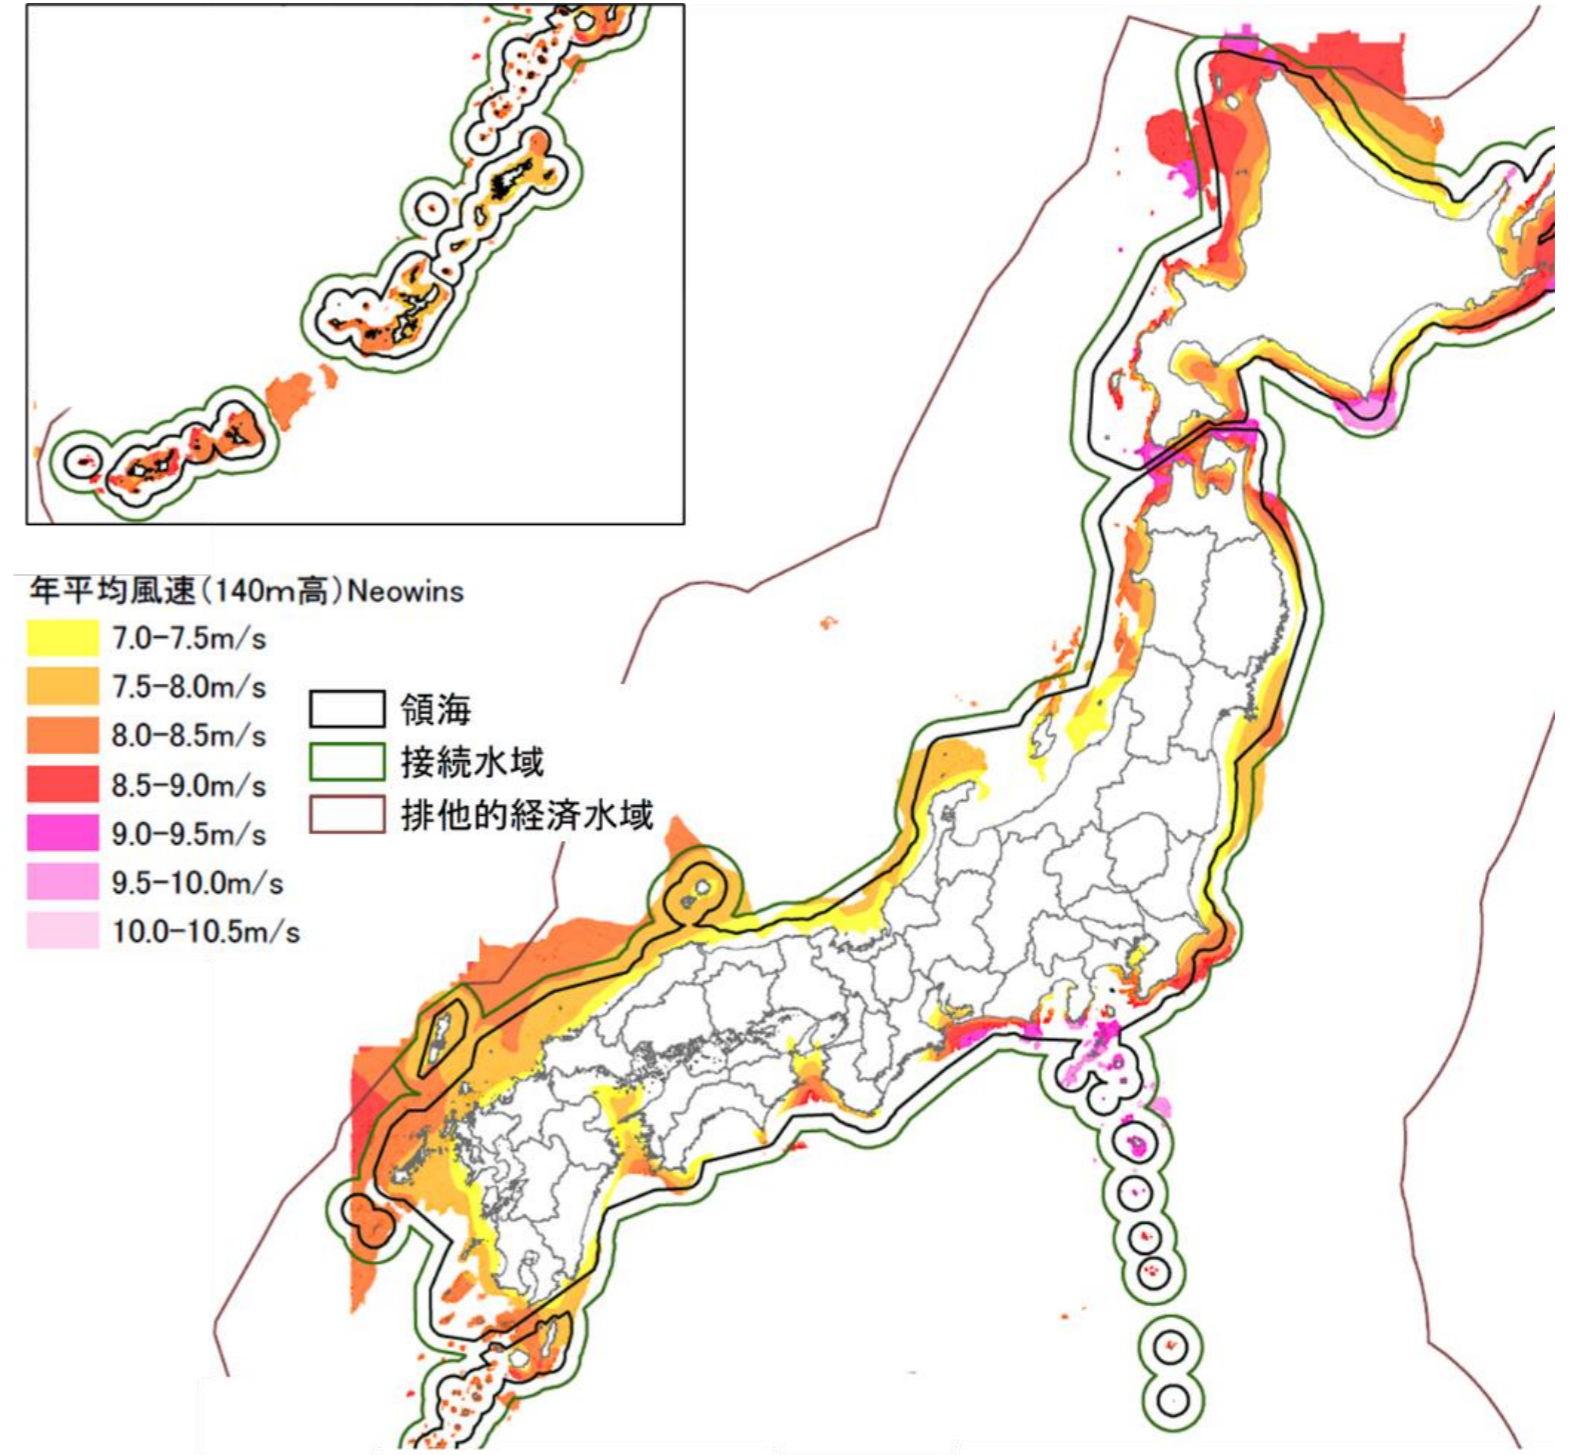 年平均風速(140m高)Neowins
7.0-7.5m/s
7.5-8.0m/s
8.0-8.5m/s
8.5-9.0m/s
9.0-9.5m/s
9.5-10.0m/s
10.0-10.5m/s
領海
接続水域
排他的経済水域